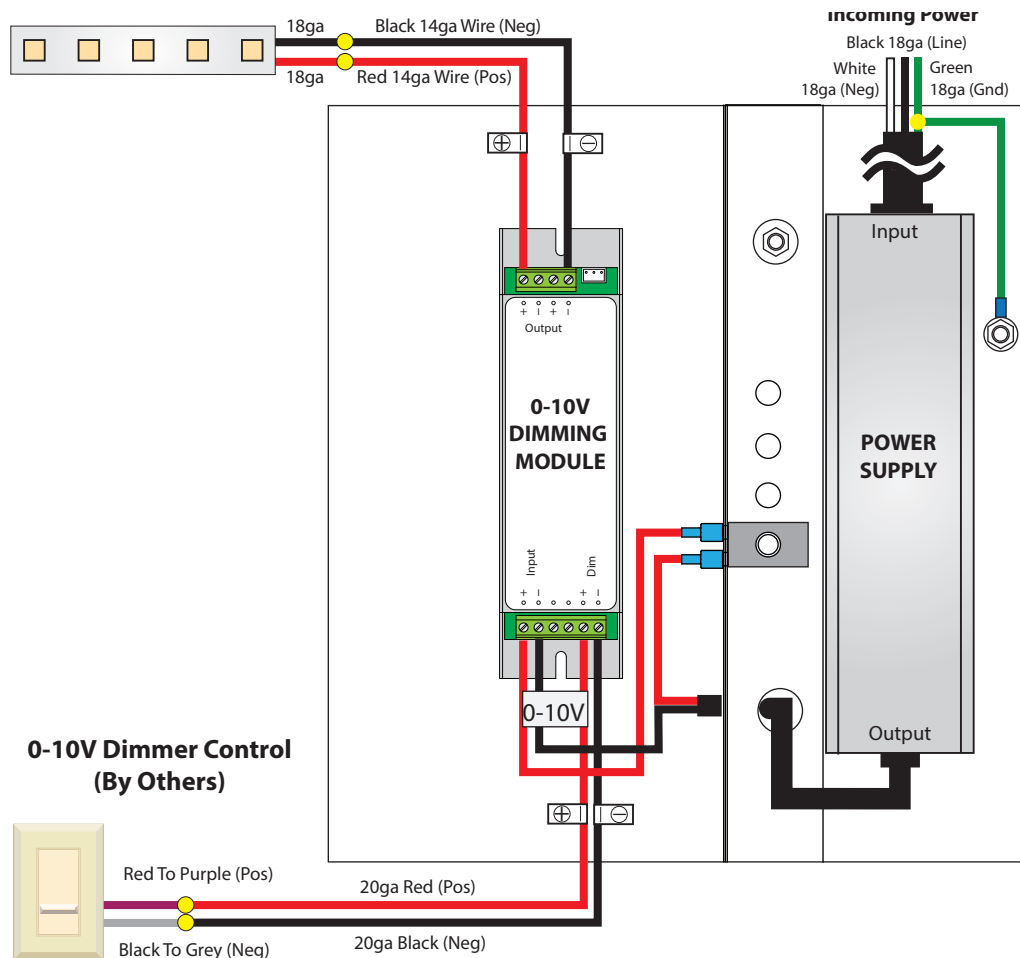 18ga
Black 14ga Wire (Neg)
18ga
Red 14ga Wire (Pos)
Incoming Power
Black 18ga (Line)
White
18ga (Neg)
Green
18ga (Gnd)
+
−
Input
+ − + −
Output
0-10V
DIMMING
MODULE
POWER
SUPPLY
Input
Dim
+ − + −
0-10V
Output
0-10V Dimmer Control
(By Others)
+
−
Red To Purple (Pos)
20ga Red (Pos)
Black To Grey (Neg)
20ga Black (Neg)